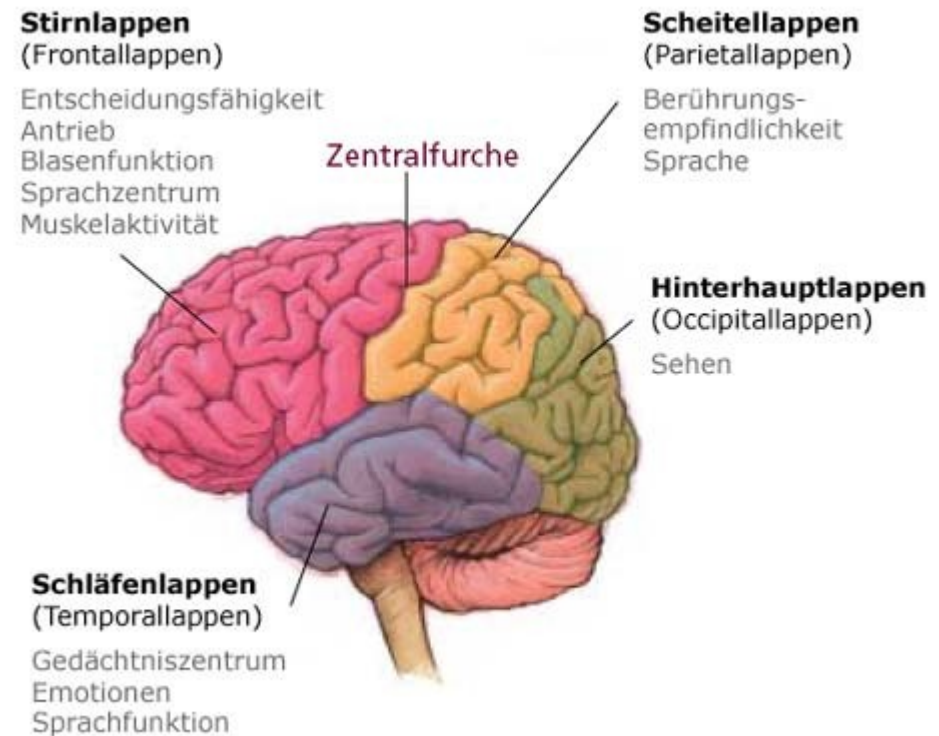 Stirnlappen
(Frontallappen)
Entscheidungsfähigkeit
Antrieb
Blasenfunktion
Sprachzentrum
Muskelaktivität
Zentralfurche
Scheitellappen
(Parietallappen)
Berührungs-
empfindlichkeit
Sprache
Hinterhauptlappen
(Occipitallappen)
Sehen
Schläfenlappen
(Temporallappen)
Gedächtniszentrum
Emotionen
Sprachfunktion